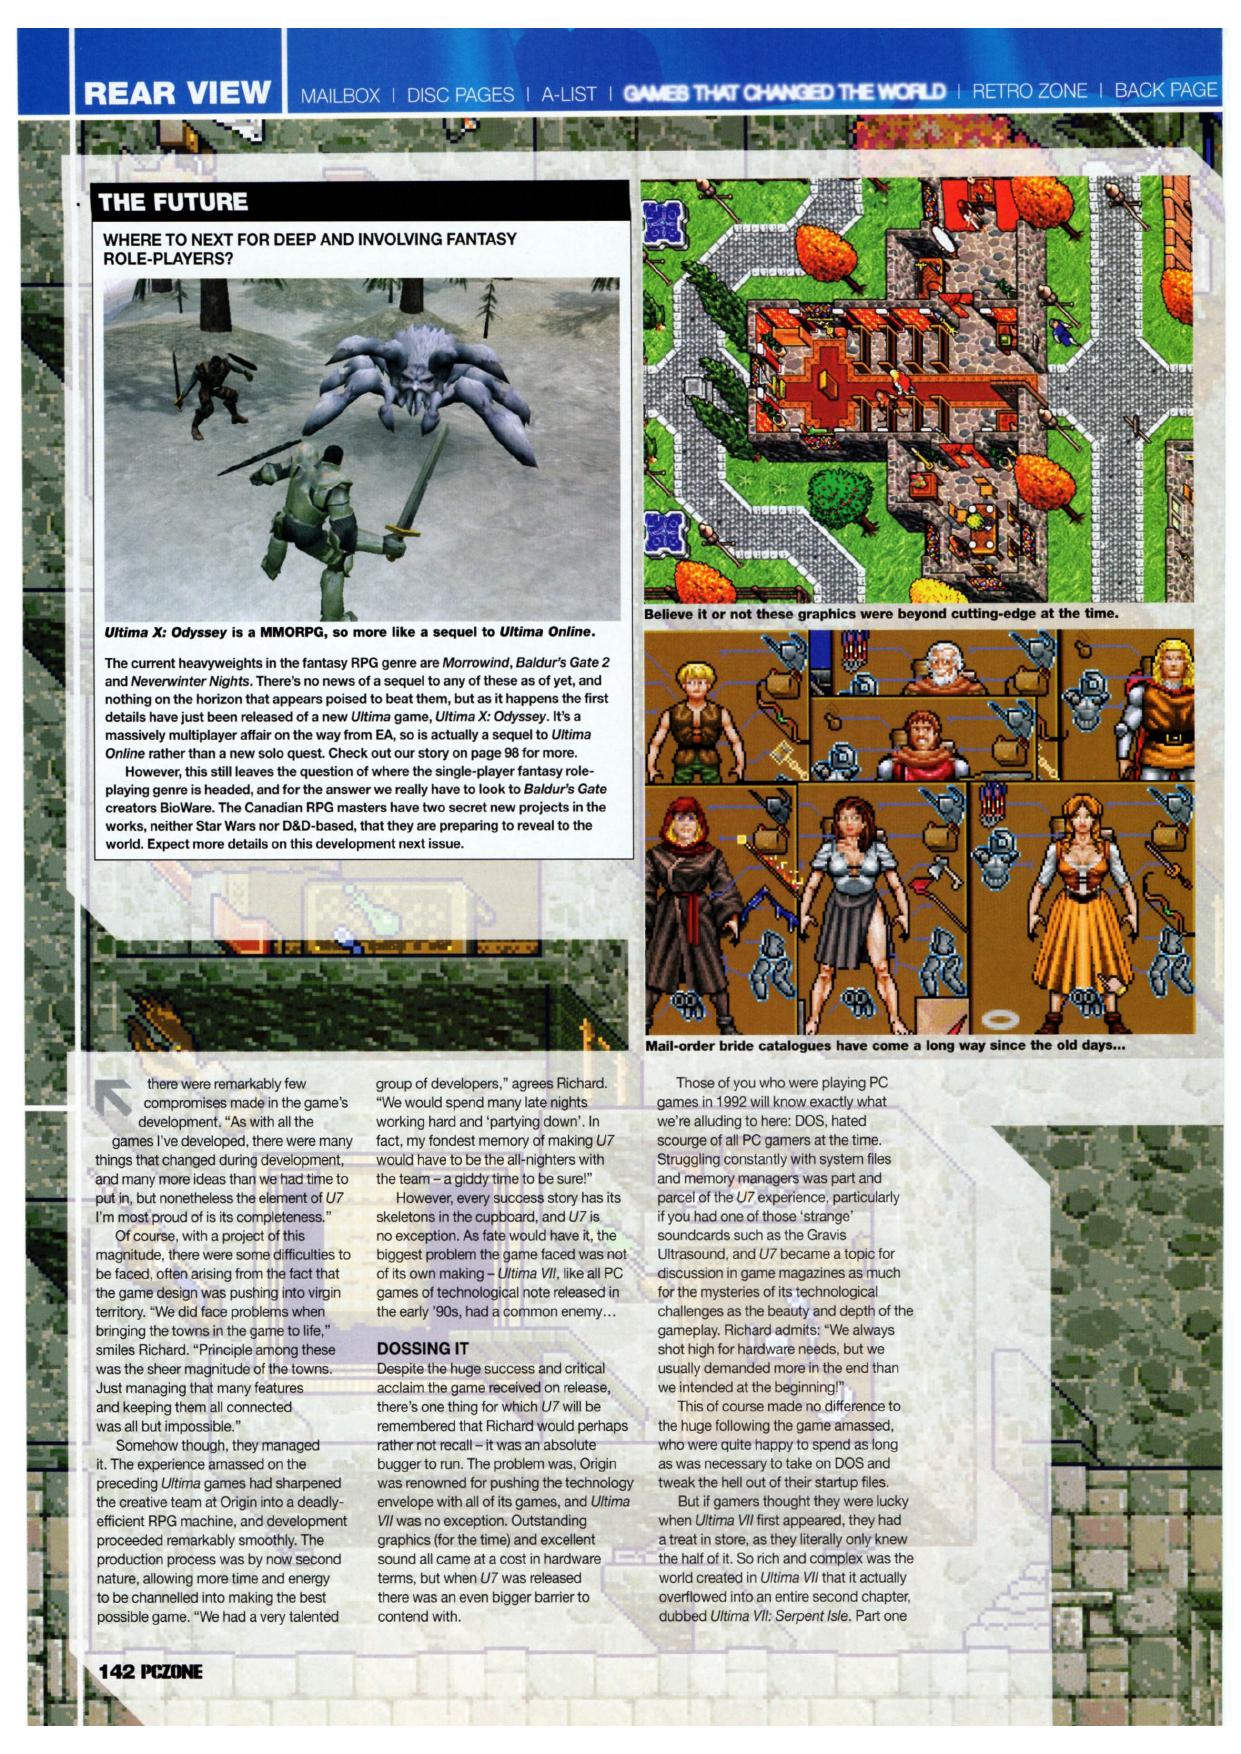 REAR VIEW
MAILBOX | DISC PAGES | A-LIST | GAMES THAT CHANGED THE WORLD | RETRO ZONE | BACK PAGE
THE FUTURE
WHERE TO NEXT FOR DEEP AND INVOLVING FANTASY
ROLE-PLAYERS?
Ultima X: Odyssey is a MMORPG, so more like a sequel to Ultima Online.
The current heavyweights in the fantasy RPG genre are Morrowind, Baldur's Gate 2
and Neverwinter Nights. There's no news of a sequel to any of these as of yet, and
nothing on the horizon that appears poised to beat them, but as it happens the first
details have just been released of a new Ultima game, Ultima X: Odyssey. It's a
massively multiplayer affair on the way from EA, so is actually a sequel to Ultima
Online rather than a new solo quest. Check out our story on page 98 for more.
However, this still leaves the question of where the single-player fantasy role-
playing genre is headed, and for the answer we really have to look to Baldur's Gate
creators BioWare. The Canadian RPG masters have two secret new projects in the
works, neither Star Wars nor D&D-based, that they are preparing to reveal to the
world. Expect more details on this development next issue.
Believe it or not these graphics were beyond cutting-edge at the time.
Mail-order bride catalogues have come a long way since the old days...
there were remarkably few
compromises made in the game's
development. “As with all the
games I've developed, there were many
things that changed during development,
and many more ideas than we had time to
put in, but nonetheless the element of U7
I'm most proud of is its completeness.”
Of course, with a project of this
magnitude, there were some difficulties to
be faced, often arising from the fact that
the game design was pushing into virgin
territory. “We did face problems when
bringing the towns in the game to life,”
smiles Richard. “Principle among these
was the sheer magnitude of the towns.
Just managing that many features
and keeping them all connected
was all but impossible.”
Somehow though, they managed
it. The experience amassed on the
preceding Ultima games had sharpened
the creative team at Origin into a deadly-
efficient RPG machine, and development
proceeded remarkably smoothly. The
production process was by now second
nature, allowing more time and energy
to be channelled into making the best
possible game. “We had a very talented
group of developers,” agrees Richard.
“We would spend many late nights
working hard and ‘partying down’. In
fact, my fondest memory of making U7
would have to be the all-nighters with
the team – a giddy time to be sure!”
However, every success story has its
skeletons in the cupboard, and U7 is
no exception. As fate would have it, the
biggest problem the game faced was not
of its own making – Ultima VII, like all PC
games of technological note released in
the early '90s, had a common enemy...
DOSSING IT
Despite the huge success and critical
acclaim the game received on release,
there's one thing for which U7 will be
remembered that Richard would perhaps
rather not recall – it was an absolute
bugger to run. The problem was, Origin
was renowned for pushing the technology
envelope with all of its games, and Ultima
VII was no exception. Outstanding
graphics (for the time) and excellent
sound all came at a cost in hardware
terms, but when U7 was released
there was an even bigger barrier to
contend with.
Those of you who were playing PC
games in 1992 will know exactly what
we're alluding to here: DOS, hated
scourge of all PC gamers at the time.
Struggling constantly with system files
and memory managers was part and
parcel of the U7 experience, particularly
if you had one of those ‘strange’
soundcards such as the Gravis
Ultrasound, and U7 became a topic for
discussion in game magazines as much
for the mysteries of its technological
challenges as the beauty and depth of the
gameplay. Richard admits: “We always
shot high for hardware needs, but we
usually demanded more in the end than
we intended at the beginning!”
This of course made no difference to
the huge following the game amassed,
who were quite happy to spend as long
as was necessary to take on DOS and
tweak the hell out of their startup files.
But if gamers thought they were lucky
when Ultima VII first appeared, they had
a treat in store, as they literally only knew
the half of it. So rich and complex was the
world created in Ultima VII that it actually
overflowed into an entire second chapter,
dubbed Ultima VII: Serpent Isle. Part one
142 PCZONE